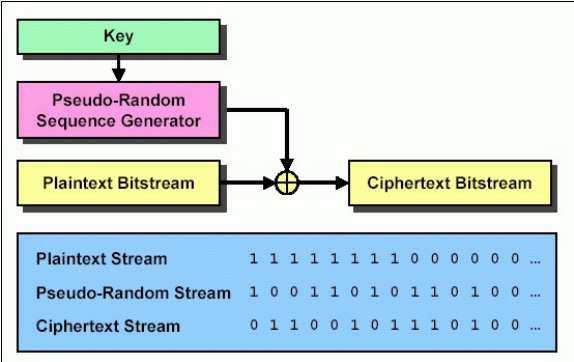 Key
Pseudo-Random
Sequence Generator
Plaintext Bitstream
Ciphertext Bitstream
Plaintext Stream 1 1 1 1 1 1 1 1 0 0 0 0 0 0 ...
Pseudo-Random Stream 1 0 0 1 1 0 1 0 1 1 0 1 0 0 ...
Ciphertext Stream 0 1 1 0 0 1 0 1 1 1 0 1 0 0 ...